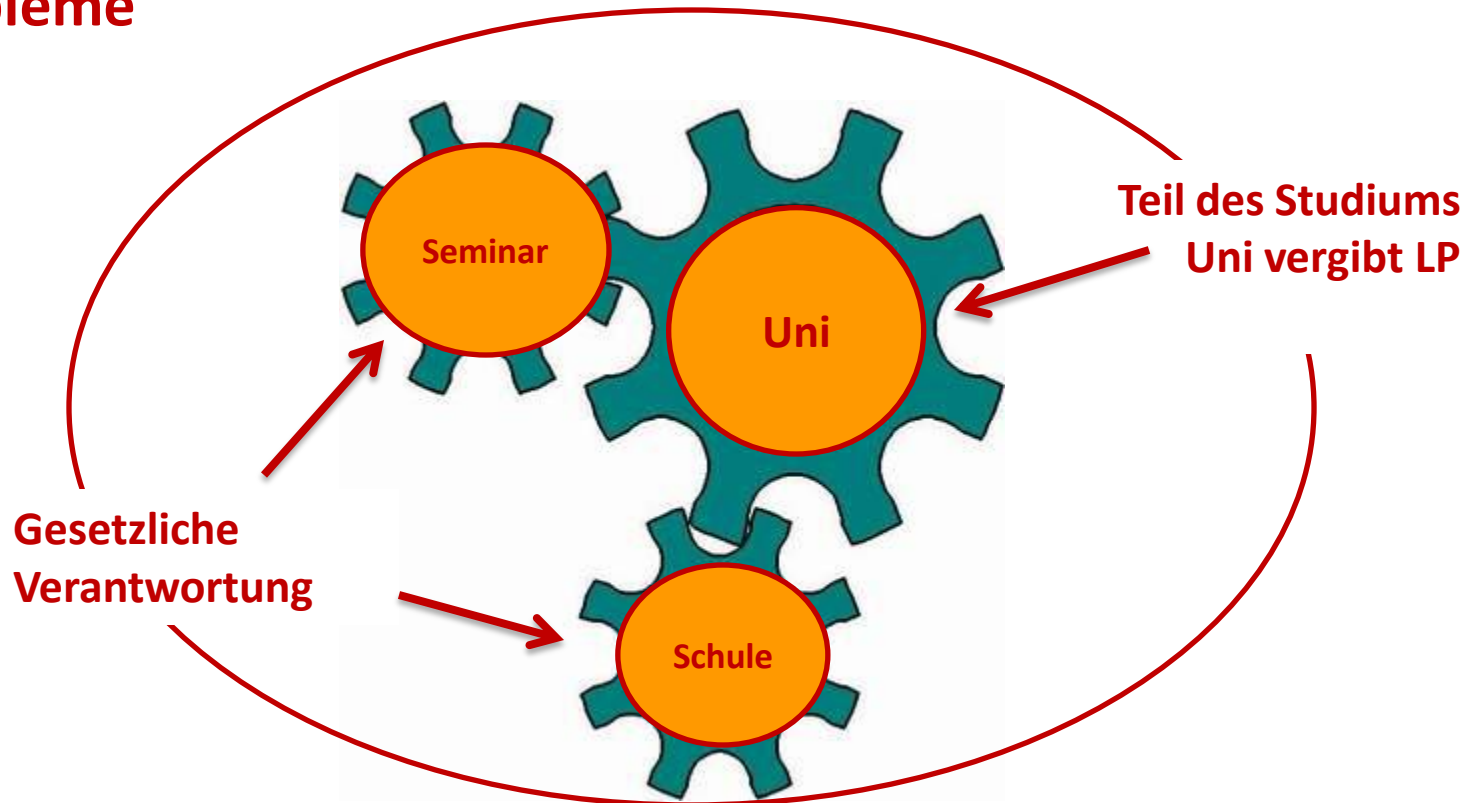 Seminar
Teil des Studiums
Uni vergibt LP
Uni
Gesetzliche
Verantwortung
Schule